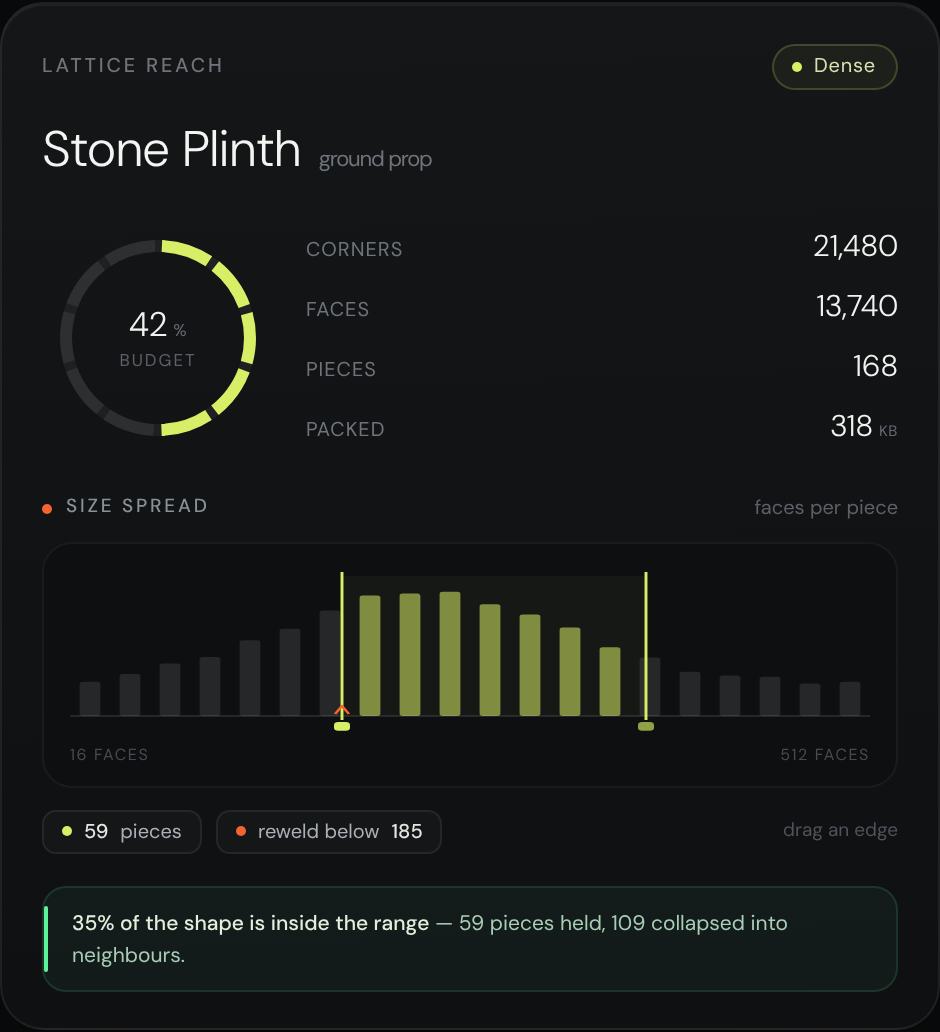 LATTICE REACH
Dense
Stone Plinth ground prop
42 %
BUDGET
CORNERS 21,480
FACES 13,740
PIECES 168
PACKED 318 KB
SIZE SPREAD faces per piece
16 FACES 512 FACES
59 pieces reweld below 185 drag an edge
35% of the shape is inside the range — 59 pieces held, 109 collapsed into
neighbours.